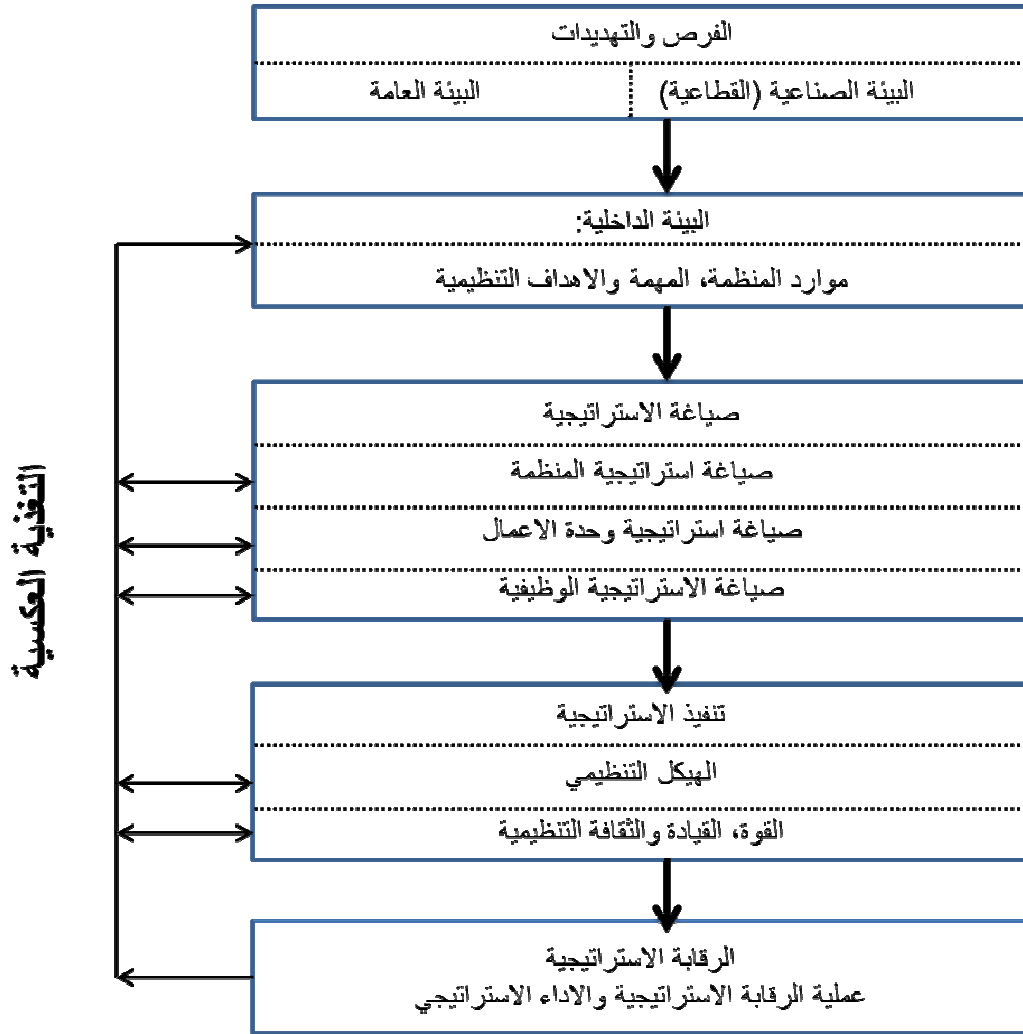 الفرص والتهديدات
البيئة الصناعية (القطاعية)
البيئة العامة
البيئة الداخلية:
موارد المنظمة، المهمة والاهداف التنظيمية
صياغة الاستراتيجية
صياغة استراتيجية المنظمة
صياغة استراتيجية وحدة الاعمال
صياغة الاستراتيجية الوظيفية
تنفيذ الاستراتيجية
الهيكل التنظيمي
القوة، القيادة والثقافة التنظيمية
الرقابة الاستراتيجية
عملية الرقابة الاستراتيجية والاداء الاستراتيجي
التغذية العكسية